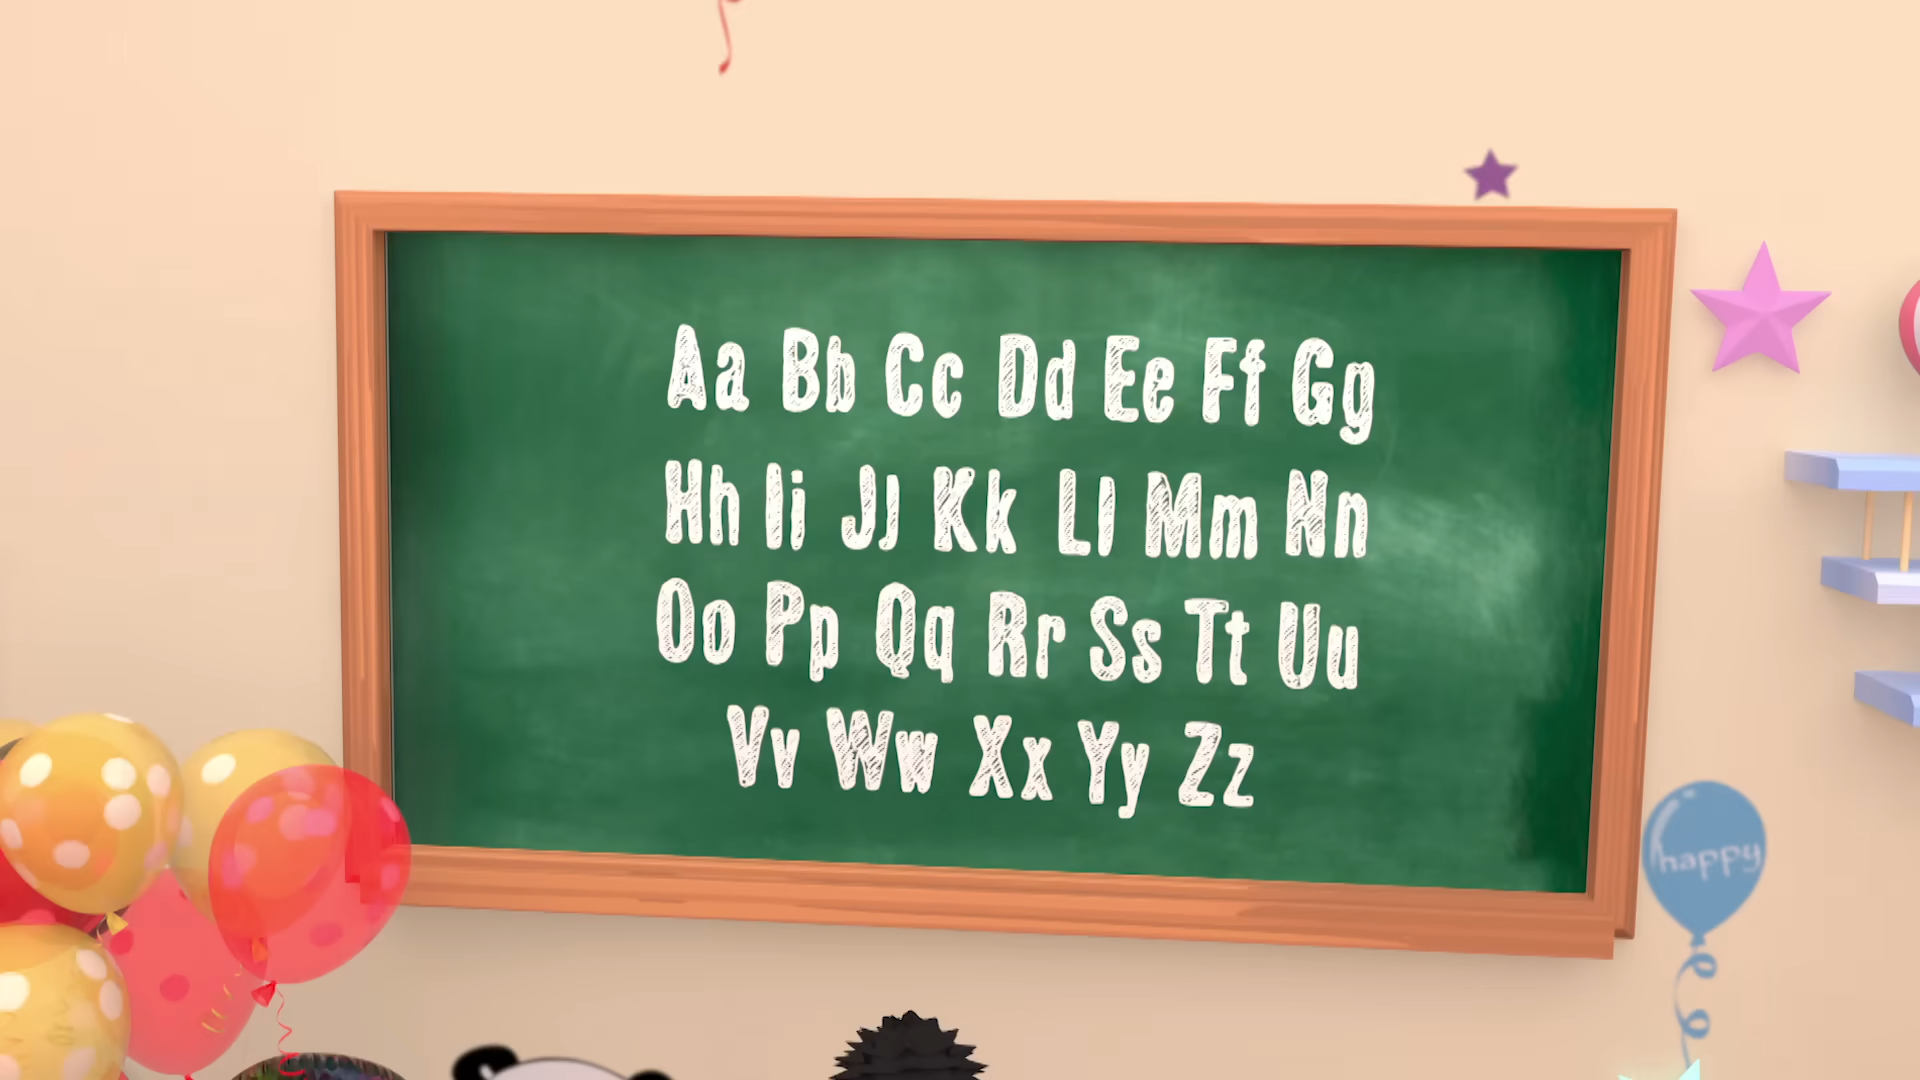 Aa Bb Cc Dd Ee Ff Gg
Hh Ii Jj Kk Ll Mm Nn
Oo Pp Qq Rr Ss Tt Uu
Vv Ww Xx Yy Zz
happy